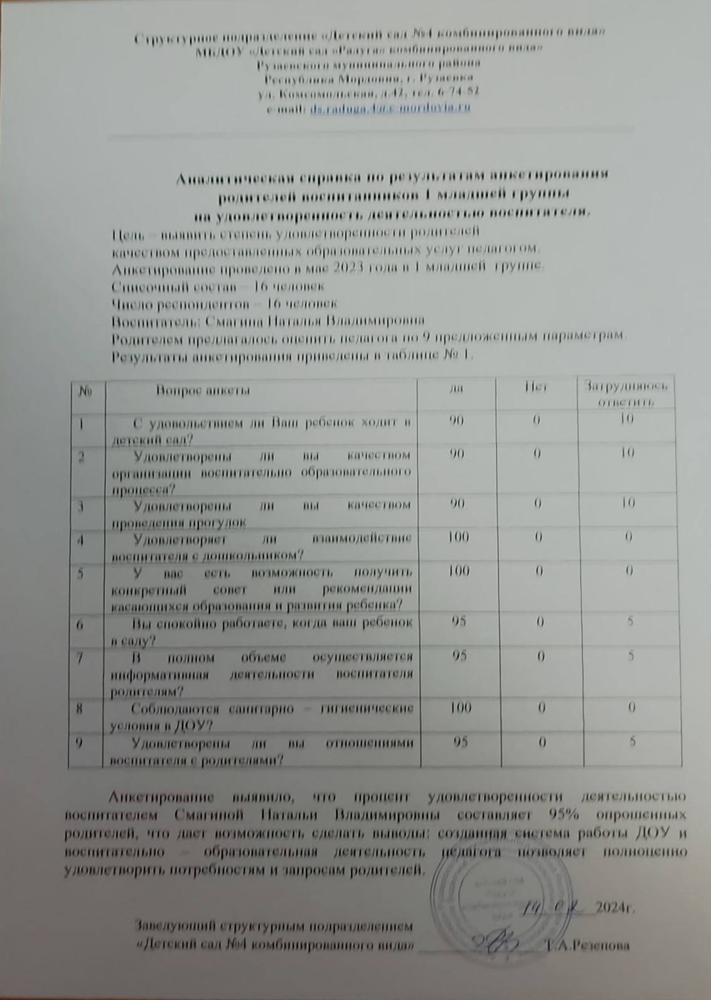 Структурное подразделение «Детский сад №4 комбинированного вида»
МБДОУ «Детский сад «Радуга» комбинированного вида»
Рузаевского муниципального района
Республика Мордовия, г. Рузаевка
ул. Комсомольская, д.42, тел. 6-74-52
e-mail: ds.raduga.4@e-mordovia.ru
Аналитическая справка по результатам анкетирования
родителей воспитанников 1 младшей группы
на удовлетворенность деятельностью воспитателя.
Цель – выявить степень удовлетворенности родителей
качеством предоставленных образовательных услуг педагогом.
Анкетирование проведено в мае 2023 года в 1 младшей группе.
Списочный состав – 16 человек
Число респондентов – 16 человек
Воспитатель: Смагина Наталья Владимировна
Родителем предлагалось оценить педагога по 9 предложенным параметрам.
Результаты анкетирования приведены в таблице № 1.
№ Вопрос анкеты да Нет Затрудняюсь
ответить
1 С удовольствием ли Ваш ребенок ходит в 90 0 10
детский сад?
2 Удовлетворены ли вы качеством 90 0 10
организации воспитательно образовательного
процесса?
3 Удовлетворены ли вы качеством 90 0 10
проведения прогулок
4 Удовлетворяет ли взаимодействие 100 0 0
воспитателя с дошкольником?
5 У вас есть возможность получить 100 0 0
конкретный совет или рекомендации
касающихся образования и развития ребенка?
6 Вы спокойно работаете, когда ваш ребенок 95 0 5
в саду?
7 В полном объеме осуществляется 95 0 5
информативная деятельности воспитателя
родителям?
8 Соблюдаются санитарно – гигиенические 100 0 0
условия в ДОУ?
9 Удовлетворены ли вы отношениями 95 0 5
воспитателя с родителями?
Анкетирование выявило, что процент удовлетворенности деятельностью
воспитателем Смагиной Натальи Владимировны составляет 95% опрошенных
родителей, что дает возможность сделать выводы: созданная система работы ДОУ и
воспитательно – образовательная деятельность педагога позволяет полноценно
удовлетворить потребностям и запросам родителей.
2024г.
Заведующий структурным подразделением
«Детский сад №4 комбинированного вида» Т.А.Резепова